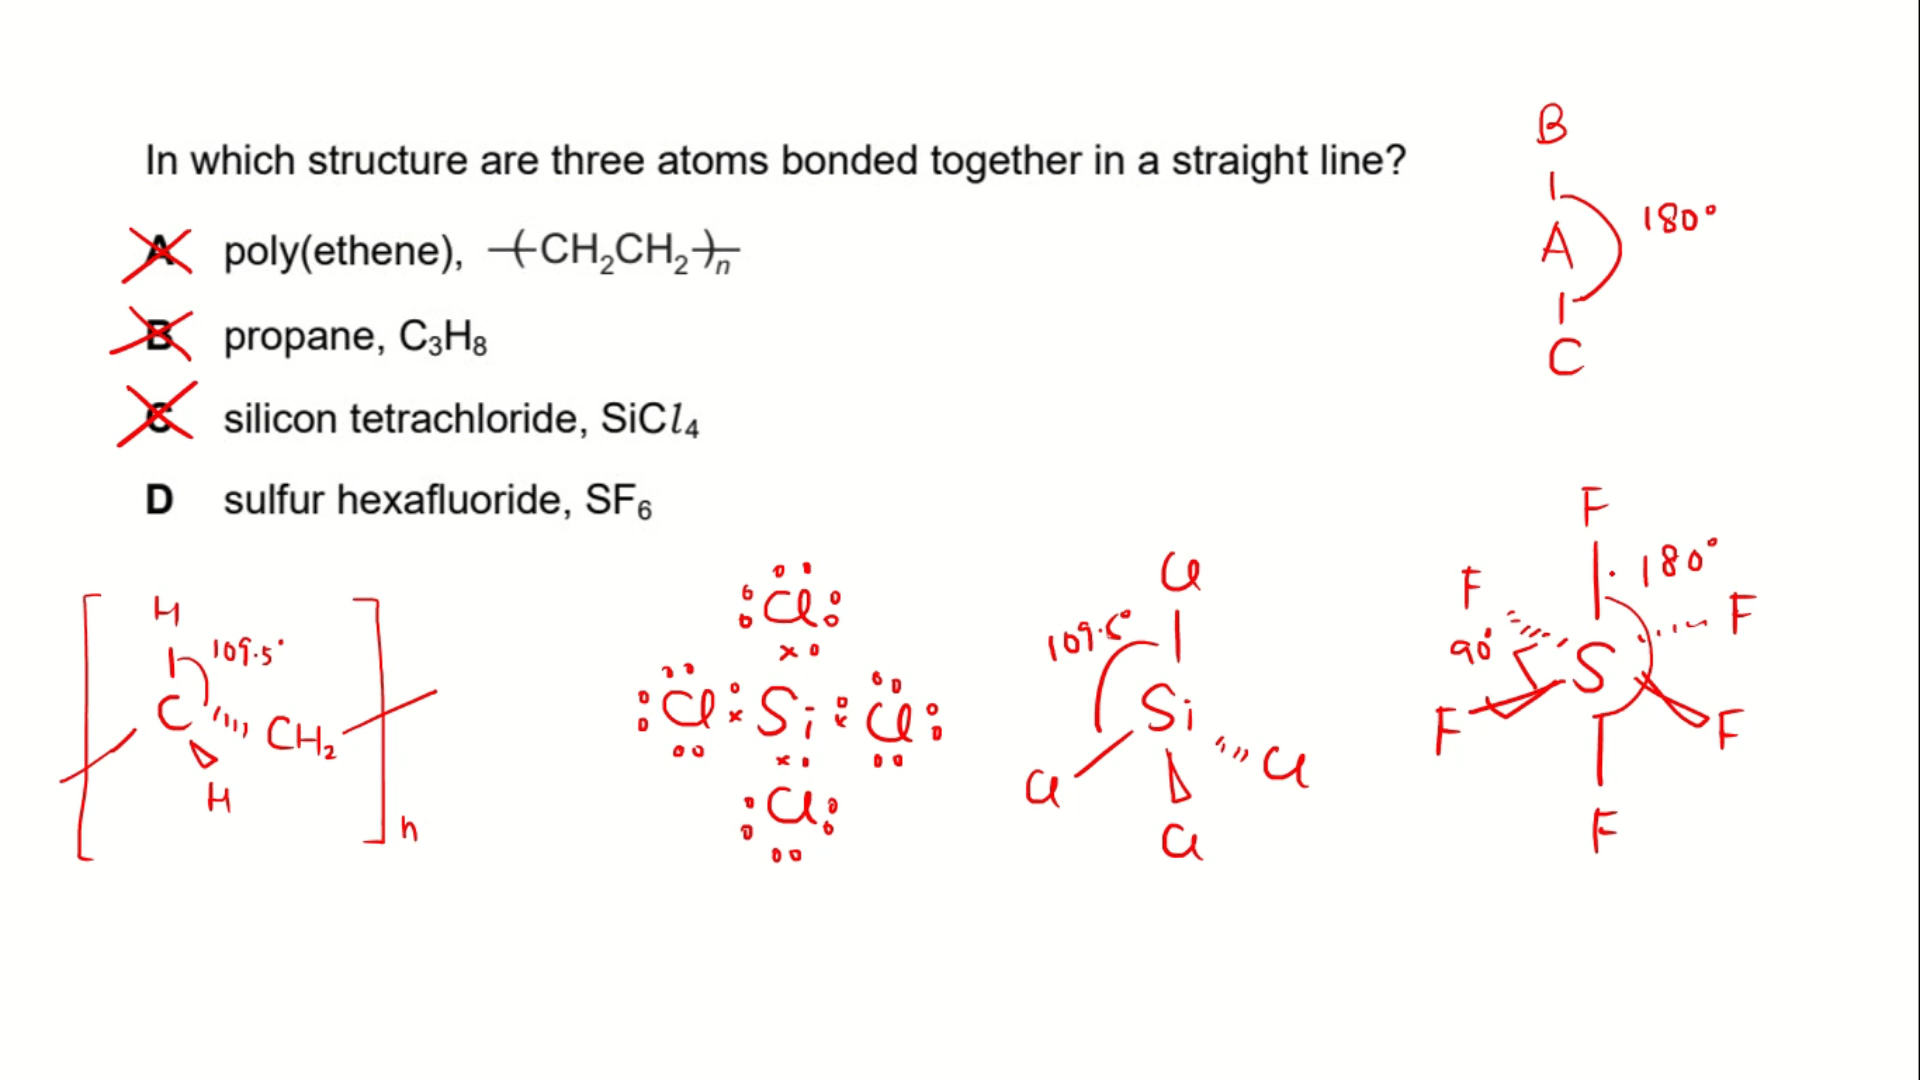 In which structure are three atoms bonded together in a straight line?
A poly(ethene), -(CH₂CH₂)-n
B propane, C₃H₈
C silicon tetrachloride, SiCl₄
D sulfur hexafluoride, SF₆
B
A 180°
C
H
109.5°
C CH₂
H
n
Cl
Cl Si Cl
Cl
Cl
109.5°
Si
Cl Cl
Cl
F
180°
F F
90° S
F F
F